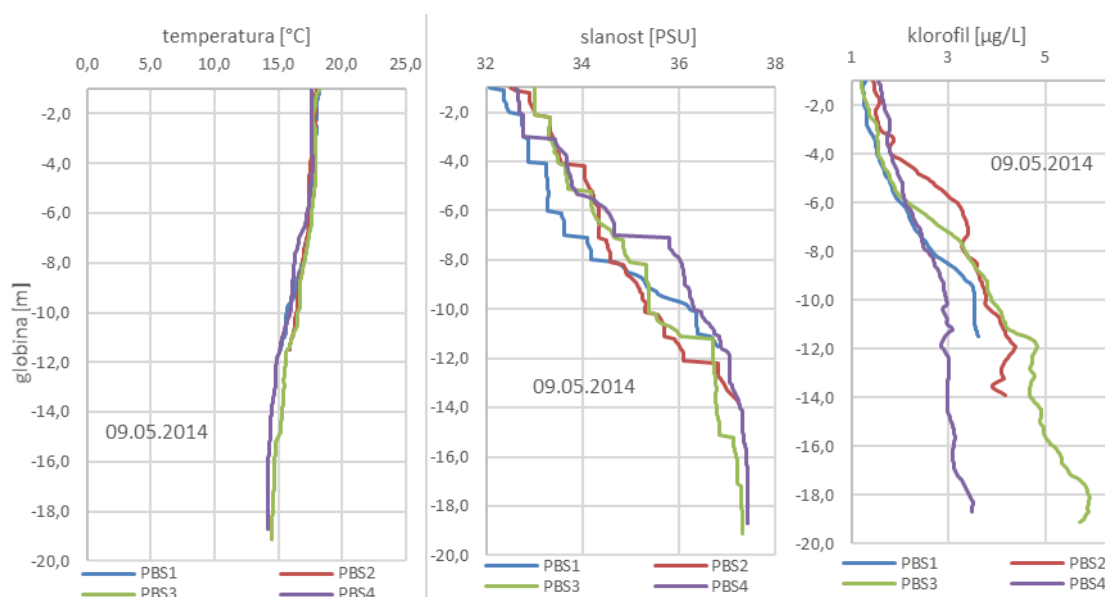 temperatura [°C]
0,0 5,0 10,0 15,0 20,0 25,0
-2,0
-4,0
-6,0
-8,0
-10,0
-12,0
-14,0
-16,0
-18,0
-20,0
globina [m]
09.05.2014
PBS1 PBS2
PBS3 PBS4
slanost [PSU]
32 34 36 38
-2,0
-4,0
-6,0
-8,0
-10,0
-12,0
-14,0
-16,0
-18,0
-20,0
09.05.2014
PBS1 PBS2
PBS3 PBS4
klorofil [µg/L]
1 3 5
-2,0
-4,0
-6,0
-8,0
-10,0
-12,0
-14,0
-16,0
-18,0
-20,0
09.05.2014
PBS1 PBS2
PBS3 PBS4